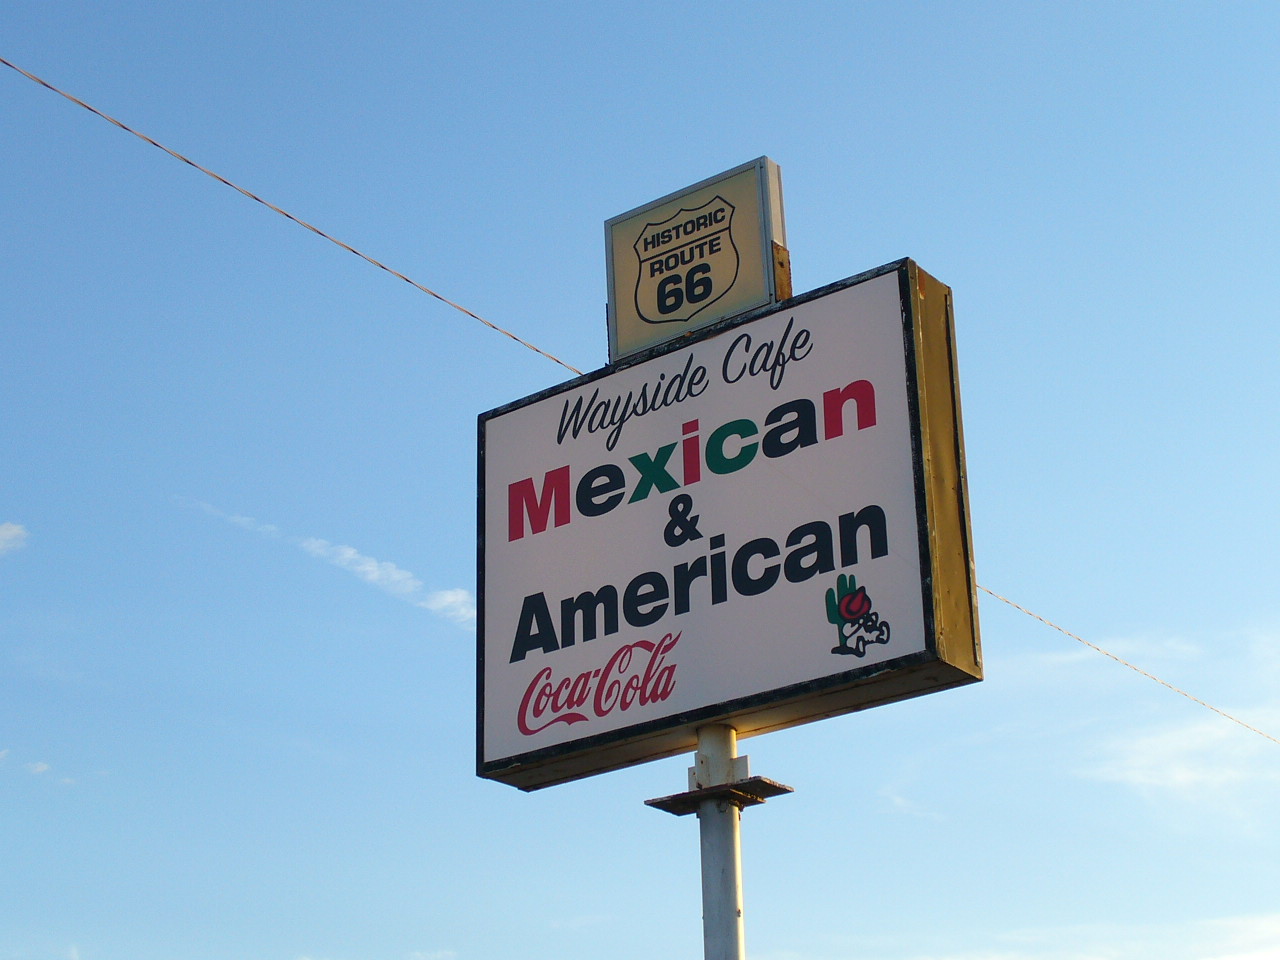 HISTORIC
ROUTE
66
Wayside Cafe
Mexican
&
American
Coca-Cola